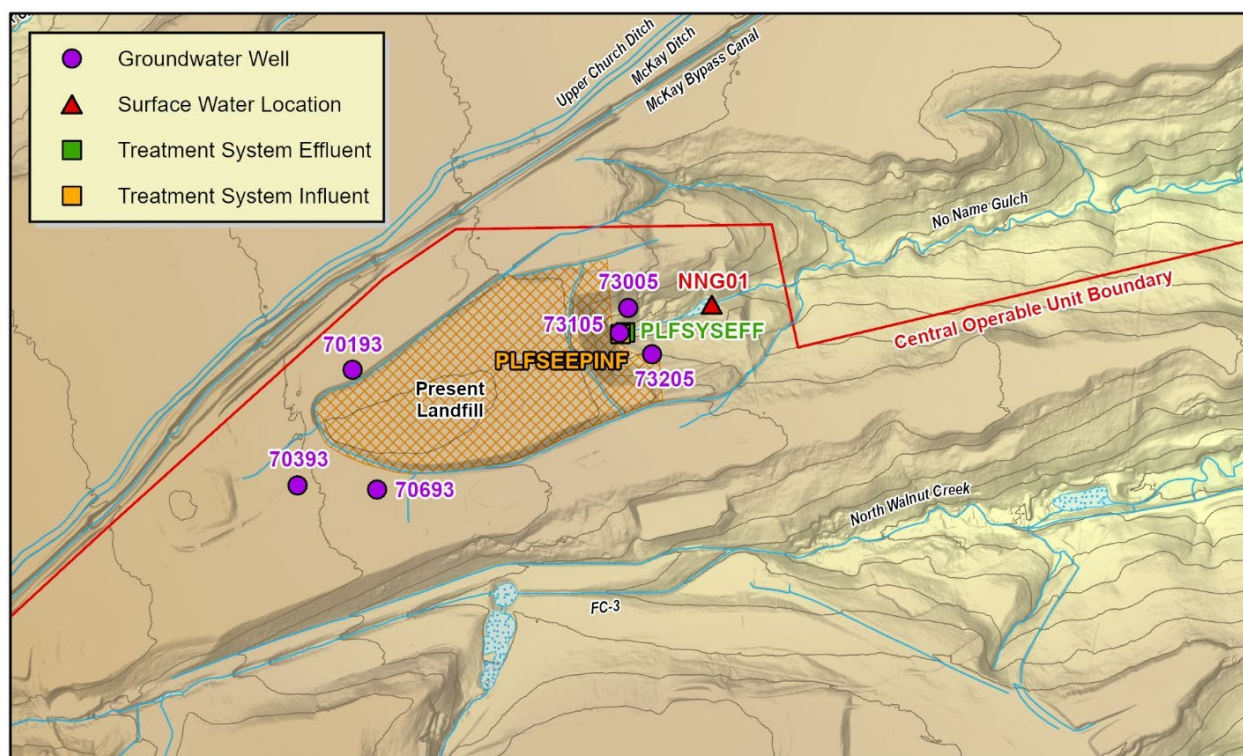 Groundwater Well
Surface Water Location
Treatment System Effluent
Treatment System Influent
Upper Church Ditch
McKay Ditch
McKay Bypass Canal
No Name Gulch
Central Operable Unit Boundary
73005
NNG01
73105
PLFSYSEFF
PLFSEEPINF
73205
70193
Present
Landfill
70393
70693
North Walnut Creek
FC-3